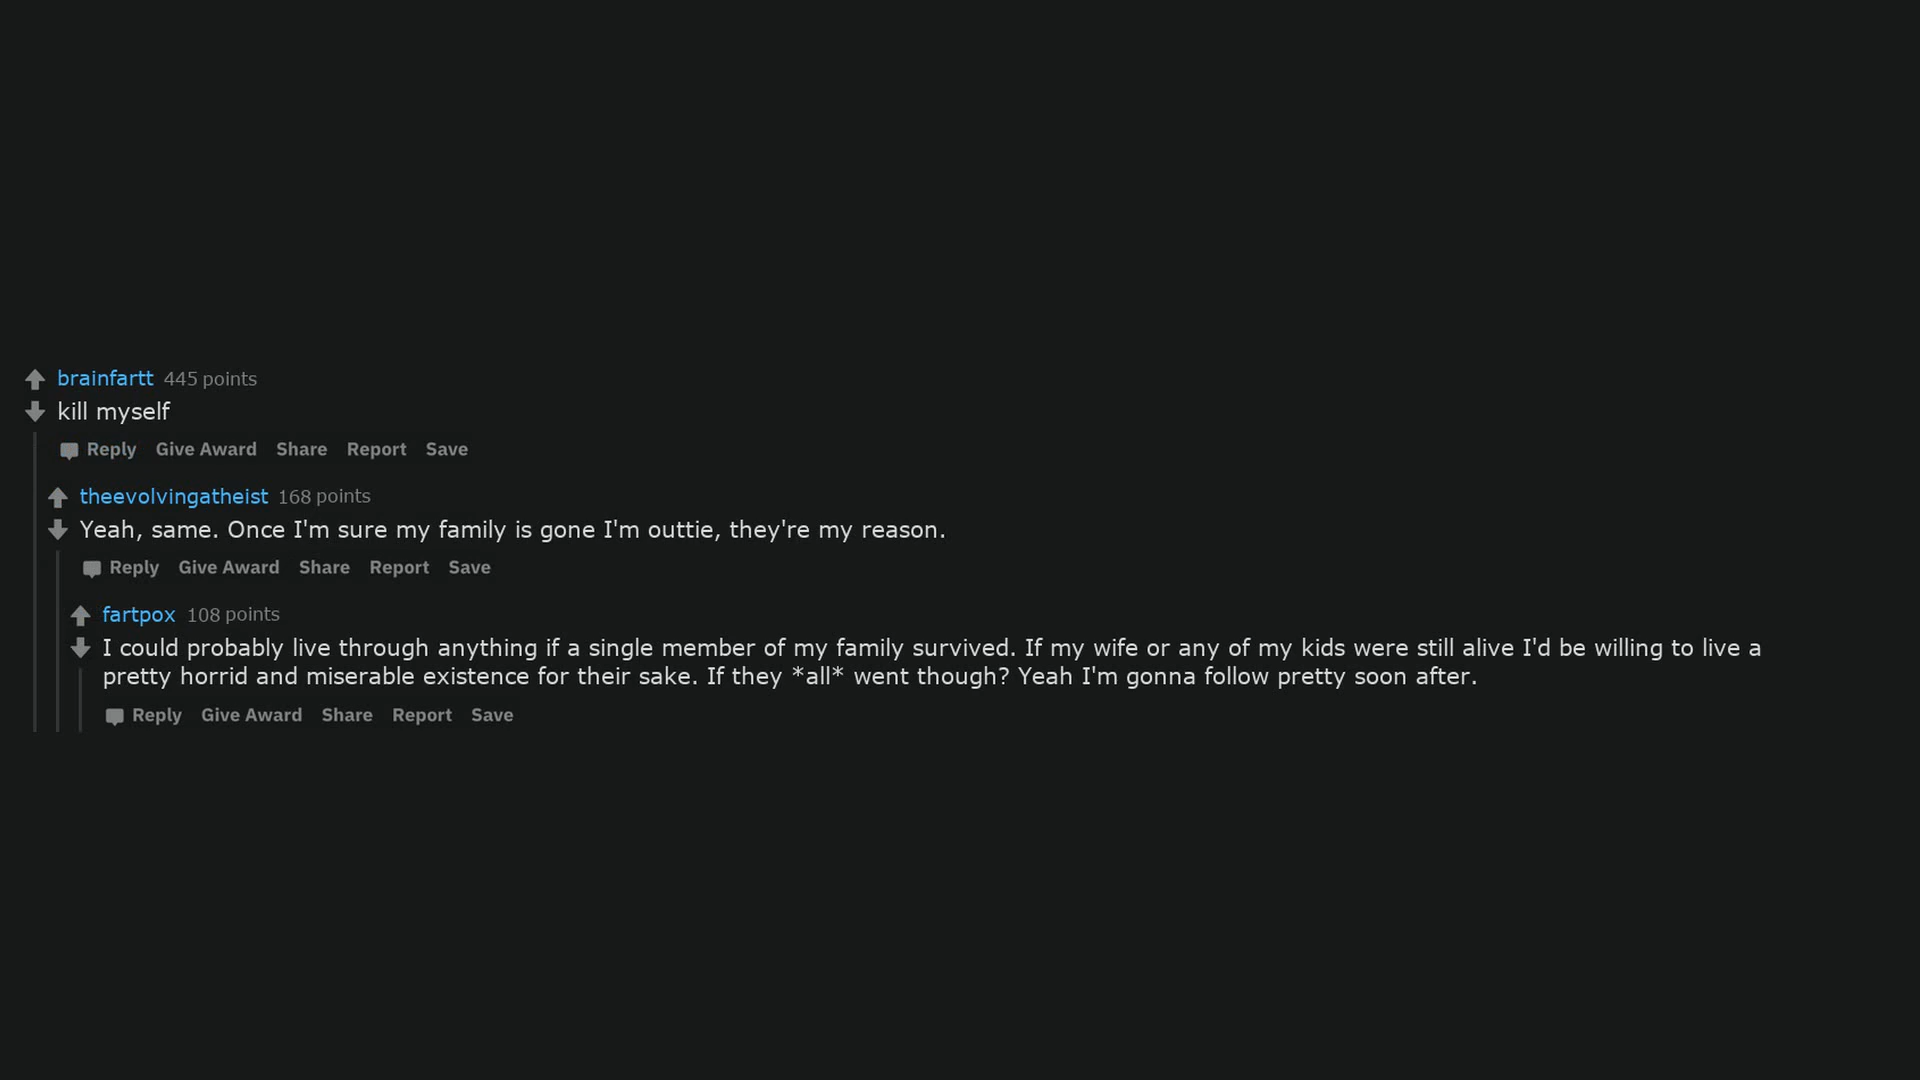 brainfartt 445 points
kill myself
Reply Give Award Share Report Save
theevolvingatheist 168 points
Yeah, same. Once I'm sure my family is gone I'm outtie, they're my reason.
Reply Give Award Share Report Save
fartpox 108 points
I could probably live through anything if a single member of my family survived. If my wife or any of my kids were still alive I'd be willing to live a
pretty horrid and miserable existence for their sake. If they *all* went though? Yeah I'm gonna follow pretty soon after.
Reply Give Award Share Report Save